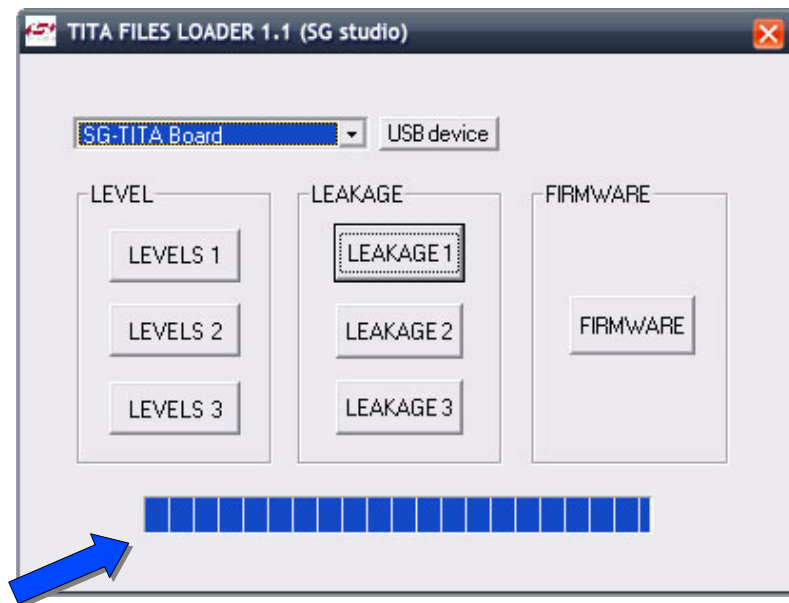 TITA FILES LOADER 1.1 (SG studio)
SG-TITA Board
USB device
LEVEL
LEVELS 1
LEVELS 2
LEVELS 3
LEAKAGE
LEAKAGE 1
LEAKAGE 2
LEAKAGE 3
FIRMWARE
FIRMWARE